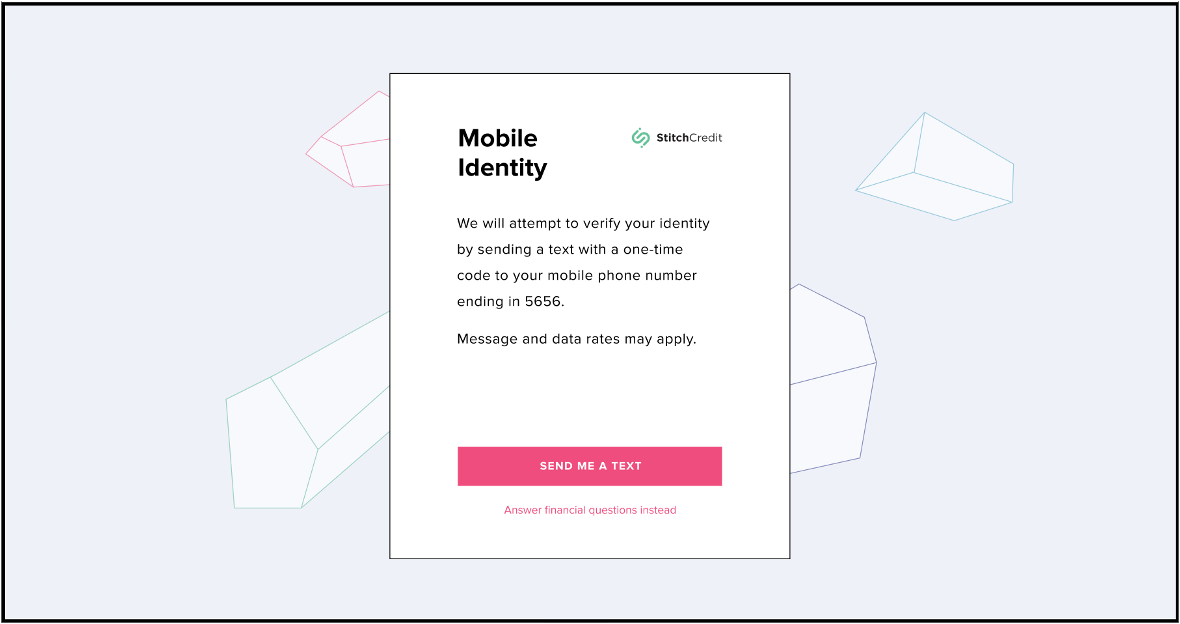 Mobile
Identity
StitchCredit
We will attempt to verify your identity
by sending a text with a one-time
code to your mobile phone number
ending in 5656.
Message and data rates may apply.
SEND ME A TEXT
Answer financial questions instead